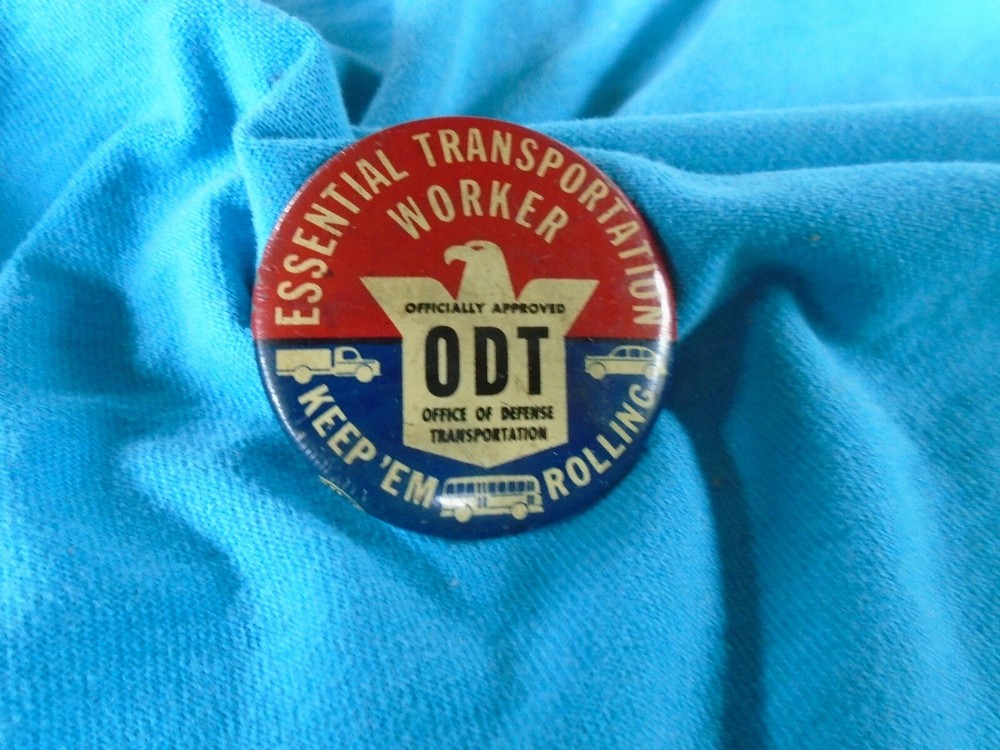 ESSENTIAL TRANSPORTATION
WORKER
OFFICIALLY APPROVED
ODT
OFFICE OF DEFENSE
TRANSPORTATION
KEEP 'EM ROLLING